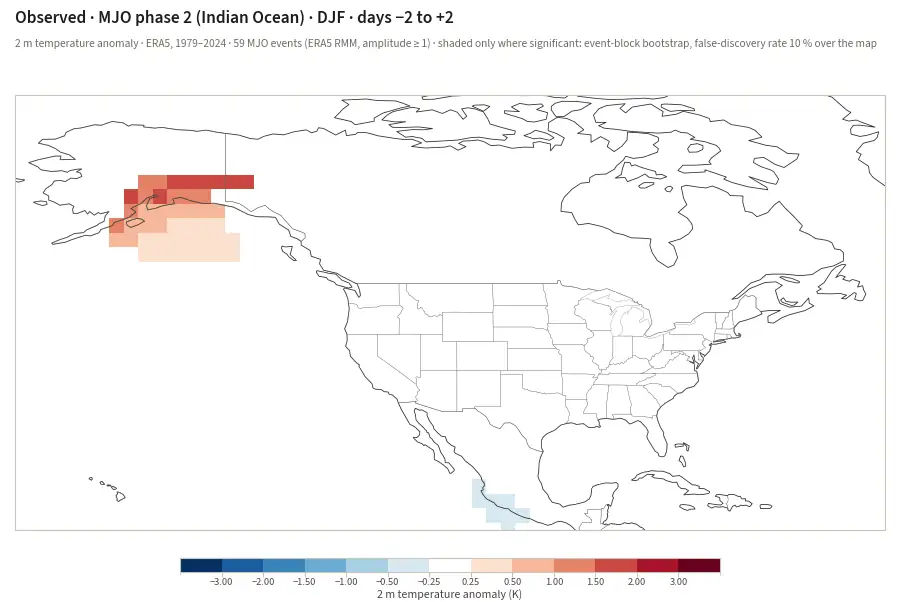 Observed · MJO phase 2 (Indian Ocean) · DJF · days −2 to +2
2 m temperature anomaly · ERA5, 1979–2024 · 59 MJO events (ERA5 RMM, amplitude ≥ 1) · shaded only where significant: event-block bootstrap, false-discovery rate 10 % over the map
−3.00 −2.00 −1.50 −1.00 −0.50 −0.25 0.25 0.50 1.00 1.50 2.00 3.00
2 m temperature anomaly (K)